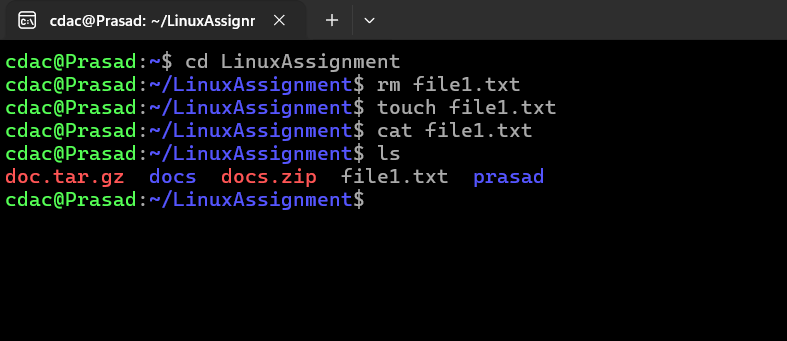 cdac@Prasad: ~/LinuxAssignr
cdac@Prasad:~$ cd LinuxAssignment
cdac@Prasad:~/LinuxAssignment$ rm file1.txt
cdac@Prasad:~/LinuxAssignment$ touch file1.txt
cdac@Prasad:~/LinuxAssignment$ cat file1.txt
cdac@Prasad:~/LinuxAssignment$ ls
doc.tar.gz  docs  docs.zip  file1.txt  prasad
cdac@Prasad:~/LinuxAssignment$